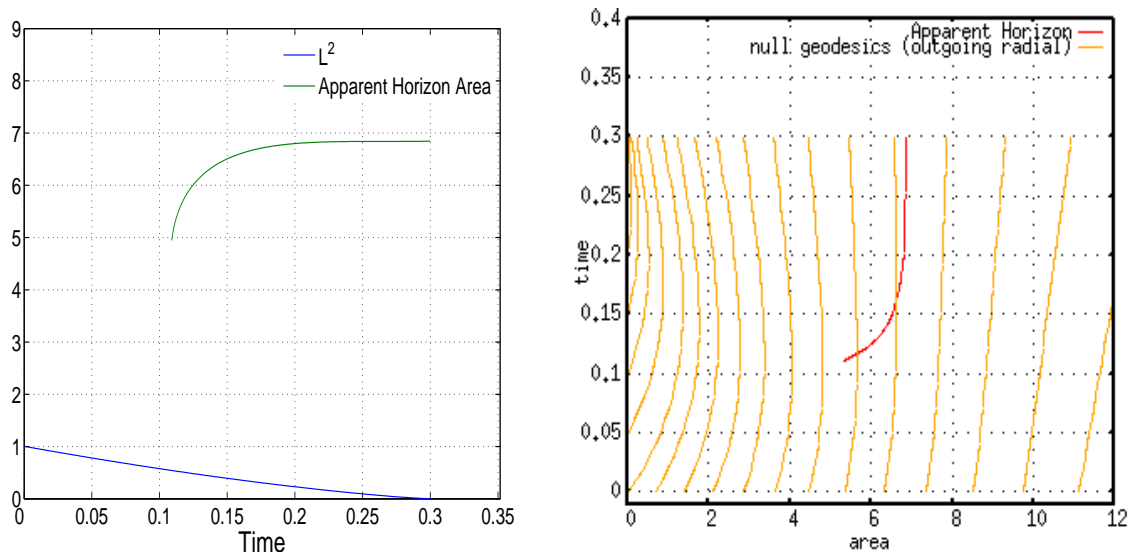 9
8
7
6
5
4
3
2
1
0
L²
Apparent Horizon Area
0 0.05 0.1 0.15 0.2 0.25 0.3 0.35
Time
0.4
0.35
0.3
0.25
0.2
0.15
0.1
0.05
0
time
Apparent Horizon
null geodesics (outgoing radial)
0 2 4 6 8 10 12
area